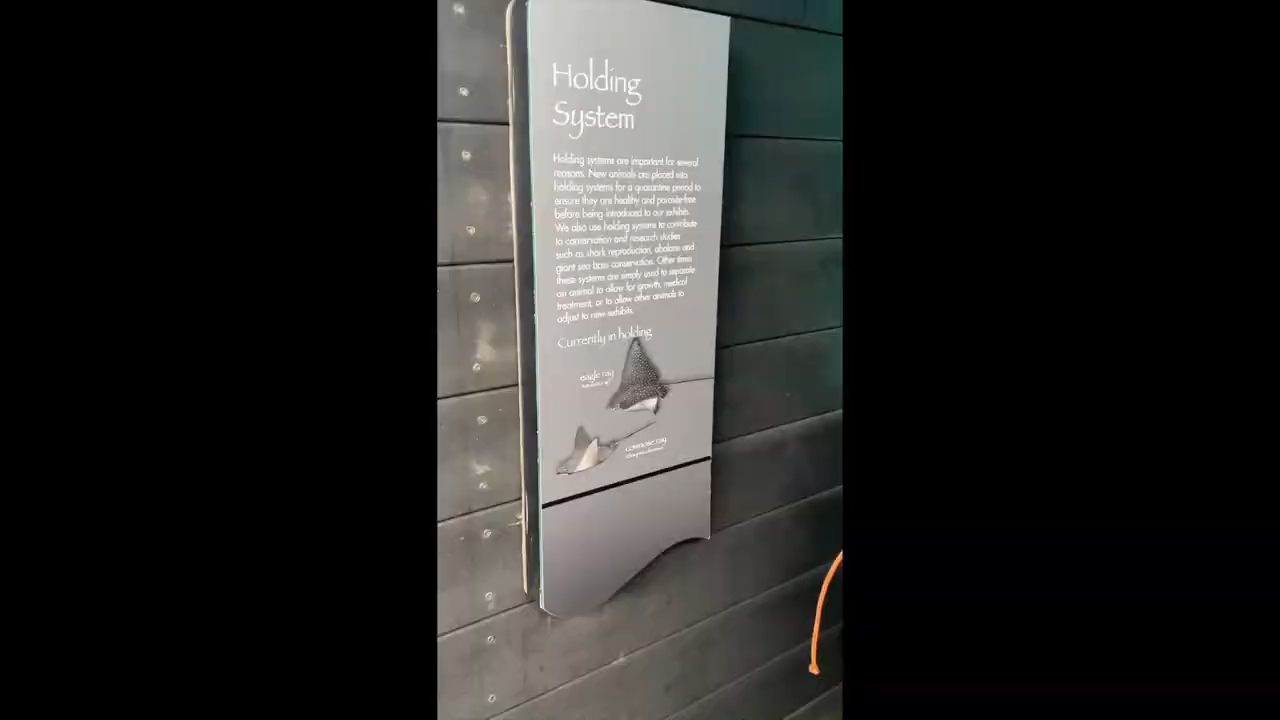 Holding
System
Holding systems are important for several
reasons. New animals are placed into
holding systems for a quarantine period to
ensure they are healthy and parasite-free
before being introduced to our exhibits.
We also use holding systems to contribute
to conservation and research studies
such as shark reproduction, abalone and
giant sea bass conservation. Other times
these systems are simply used to separate
an animal to allow for growth, medical
treatment, or to allow other animals to
adjust to new exhibits.
Currently in holding
eagle ray
cownose ray